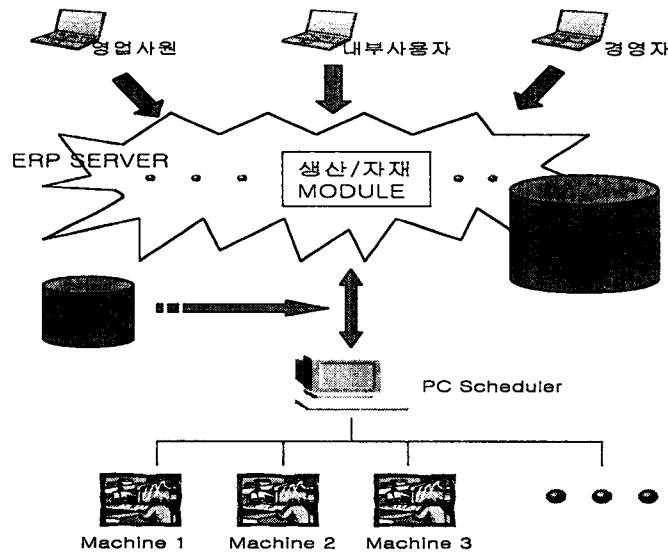 영업사원
내부사용자
경영자
ERP SERVER
생산/자재
MODULE
PC Scheduler
Machine 1
Machine 2
Machine 3